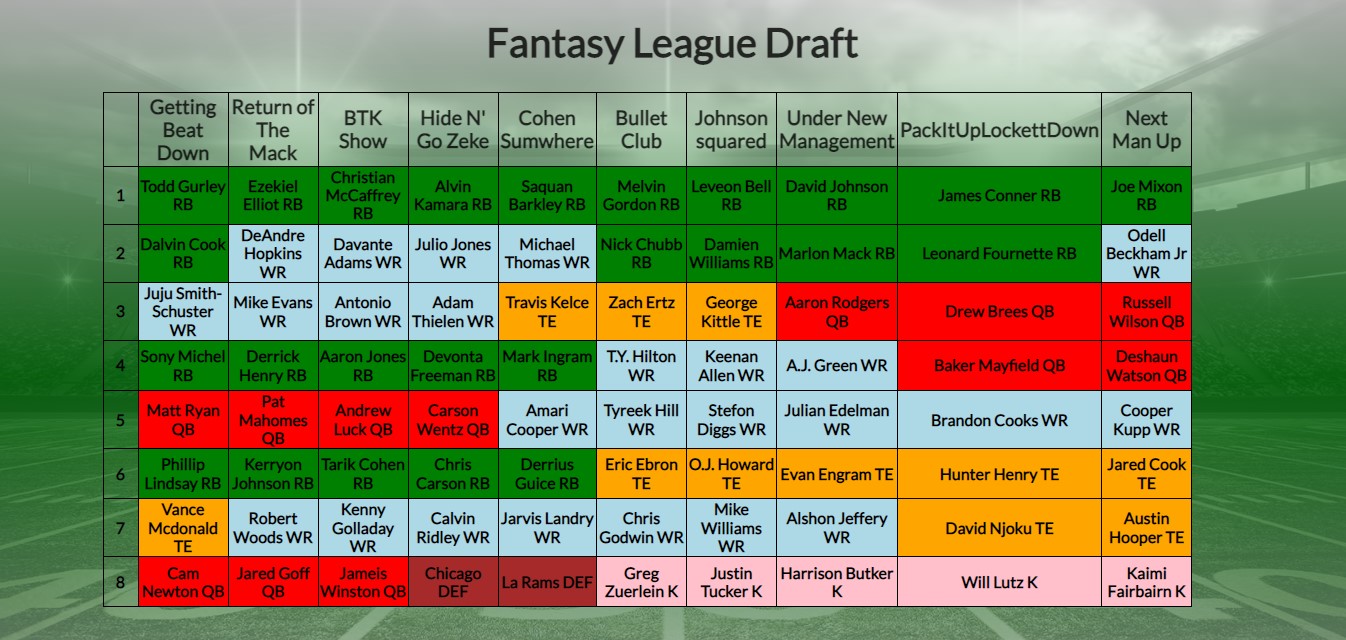 Fantasy League Draft
Getting Beat Down
Return of The Mack
BTK Show
Hide N' Go Zeke
Cohen Sumwhere
Bullet Club
Johnson squared
Under New Management
PackItUpLockettDown
Next Man Up
1
Todd Gurley RB
Ezekiel Elliot RB
Christian McCaffrey RB
Alvin Kamara RB
Saquan Barkley RB
Melvin Gordon RB
Leveon Bell RB
David Johnson RB
James Conner RB
Joe Mixon RB
2
Dalvin Cook RB
DeAndre Hopkins WR
Davante Adams WR
Julio Jones WR
Michael Thomas WR
Nick Chubb RB
Damien Williams RB
Marlon Mack RB
Leonard Fournette RB
Odell Beckham Jr WR
3
Juju Smith-Schuster WR
Mike Evans WR
Antonio Brown WR
Adam Thielen WR
Travis Kelce TE
Zach Ertz TE
George Kittle TE
Aaron Rodgers QB
Drew Brees QB
Russell Wilson QB
4
Sony Michel RB
Derrick Henry RB
Aaron Jones RB
Devonta Freeman RB
Mark Ingram RB
T.Y. Hilton WR
Keenan Allen WR
A.J. Green WR
Baker Mayfield QB
Deshaun Watson QB
5
Matt Ryan QB
Pat Mahomes QB
Andrew Luck QB
Carson Wentz QB
Amari Cooper WR
Tyreek Hill WR
Stefon Diggs WR
Julian Edelman WR
Brandon Cooks WR
Cooper Kupp WR
6
Phillip Lindsay RB
Kerryon Johnson RB
Tarik Cohen RB
Chris Carson RB
Derrius Guice RB
Eric Ebron TE
O.J. Howard TE
Evan Engram TE
Hunter Henry TE
Jared Cook TE
7
Vance Mcdonald TE
Robert Woods WR
Kenny Golladay WR
Calvin Ridley WR
Jarvis Landry WR
Chris Godwin WR
Mike Williams WR
Alshon Jeffery WR
David Njoku TE
Austin Hooper TE
8
Cam Newton QB
Jared Goff QB
Jameis Winston QB
Chicago DEF
La Rams DEF
Greg Zuerlein K
Justin Tucker K
Harrison Butker K
Will Lutz K
Kaimi Fairbairn K